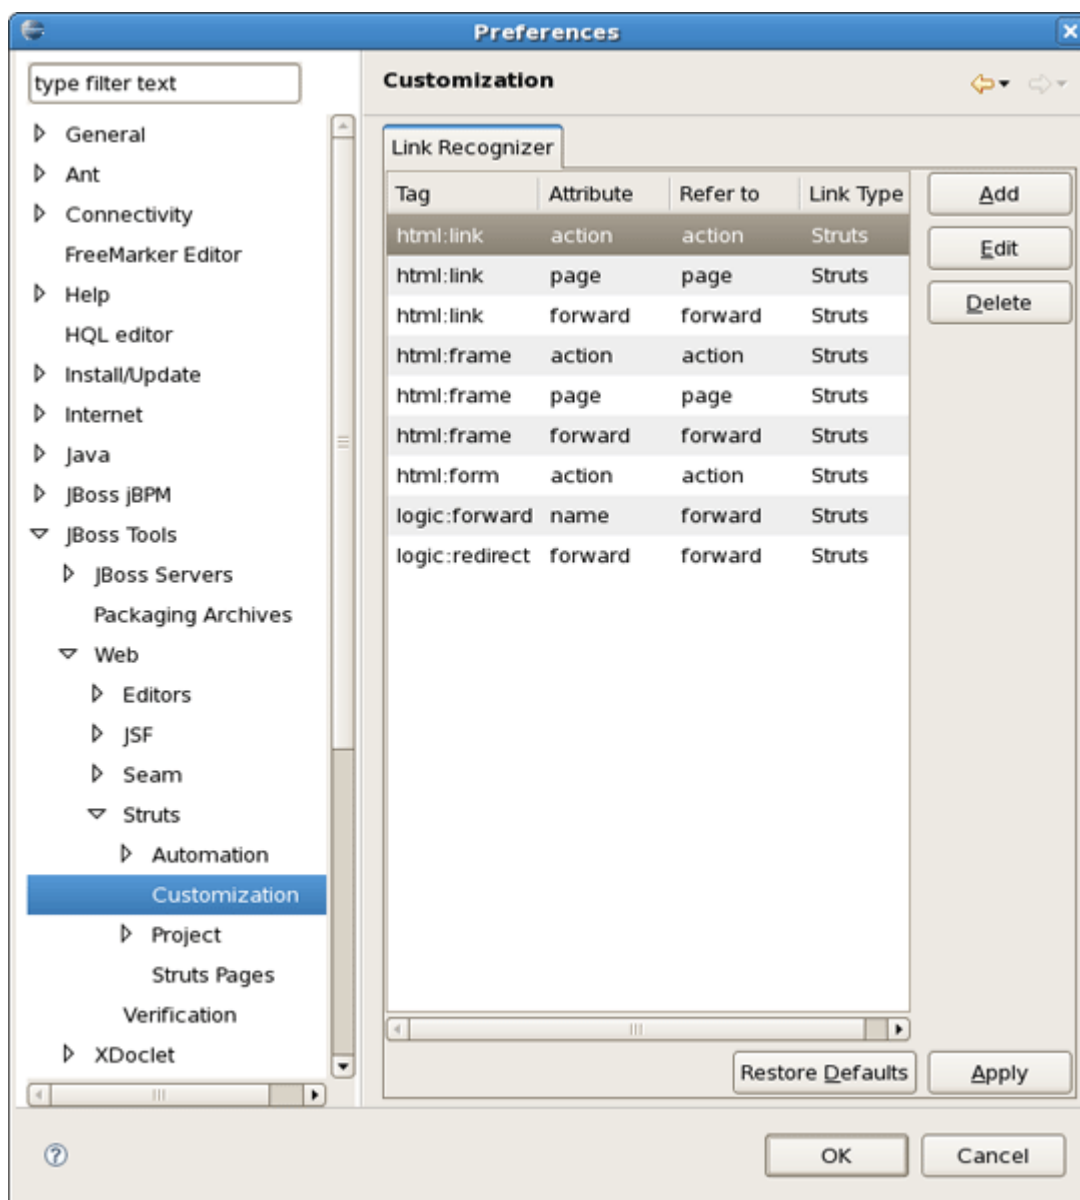 Preferences
type filter text
General
Ant
Connectivity
FreeMarker Editor
Help
HQL editor
Install/Update
Internet
Java
JBoss jBPM
JBoss Tools
JBoss Servers
Packaging Archives
Web
Editors
JSF
Seam
Struts
Automation
Customization
Project
Struts Pages
Verification
XDoclet
Customization
Link Recognizer
Tag Attribute Refer to Link Type
html:link action action Struts
html:link page page Struts
html:link forward forward Struts
html:frame action action Struts
html:frame page page Struts
html:frame forward forward Struts
html:form action action Struts
logic:forward name forward Struts
logic:redirect forward forward Struts
Add
Edit
Delete
Restore Defaults Apply
OK Cancel